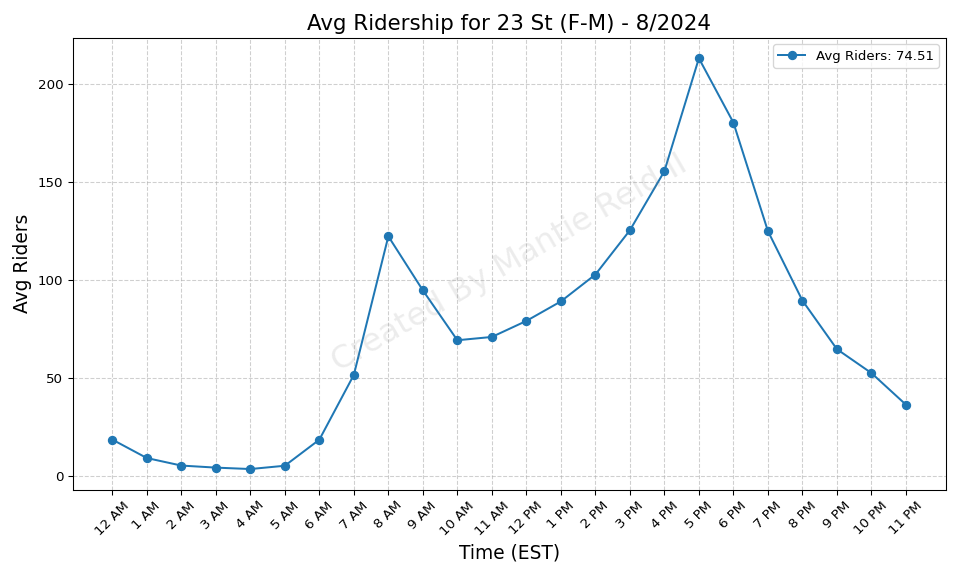 Avg Ridership for 23 St (F-M) - 8/2024
Avg Riders: 74.51
200
150
100
50
0
Avg Riders
Created By Mantle Reidril
12 AM
1 AM
2 AM
3 AM
4 AM
5 AM
6 AM
7 AM
8 AM
9 AM
10 AM
11 AM
12 PM
1 PM
2 PM
3 PM
4 PM
5 PM
6 PM
7 PM
8 PM
9 PM
10 PM
11 PM
Time (EST)